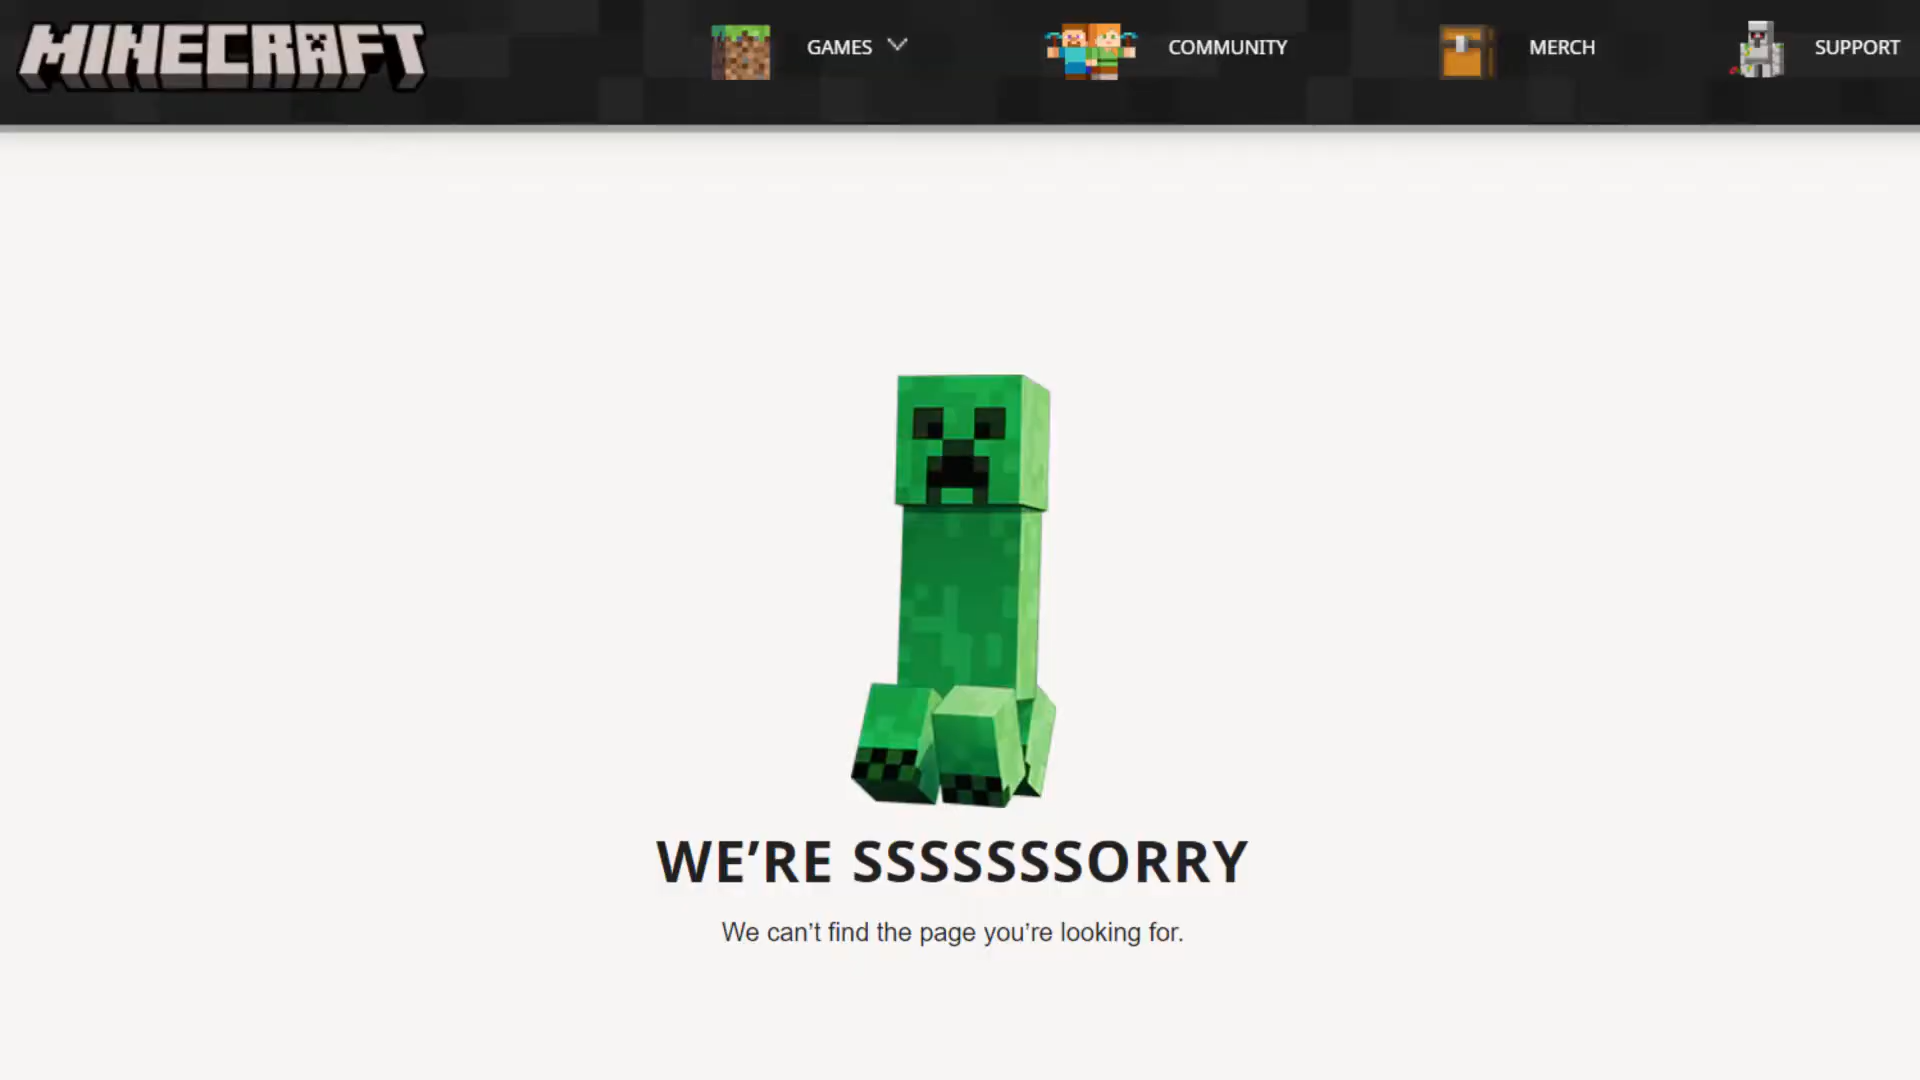 MINECRAFT
GAMES
COMMUNITY
MERCH
SUPPORT
WE’RE SSSSSSSORRY
We can’t find the page you’re looking for.